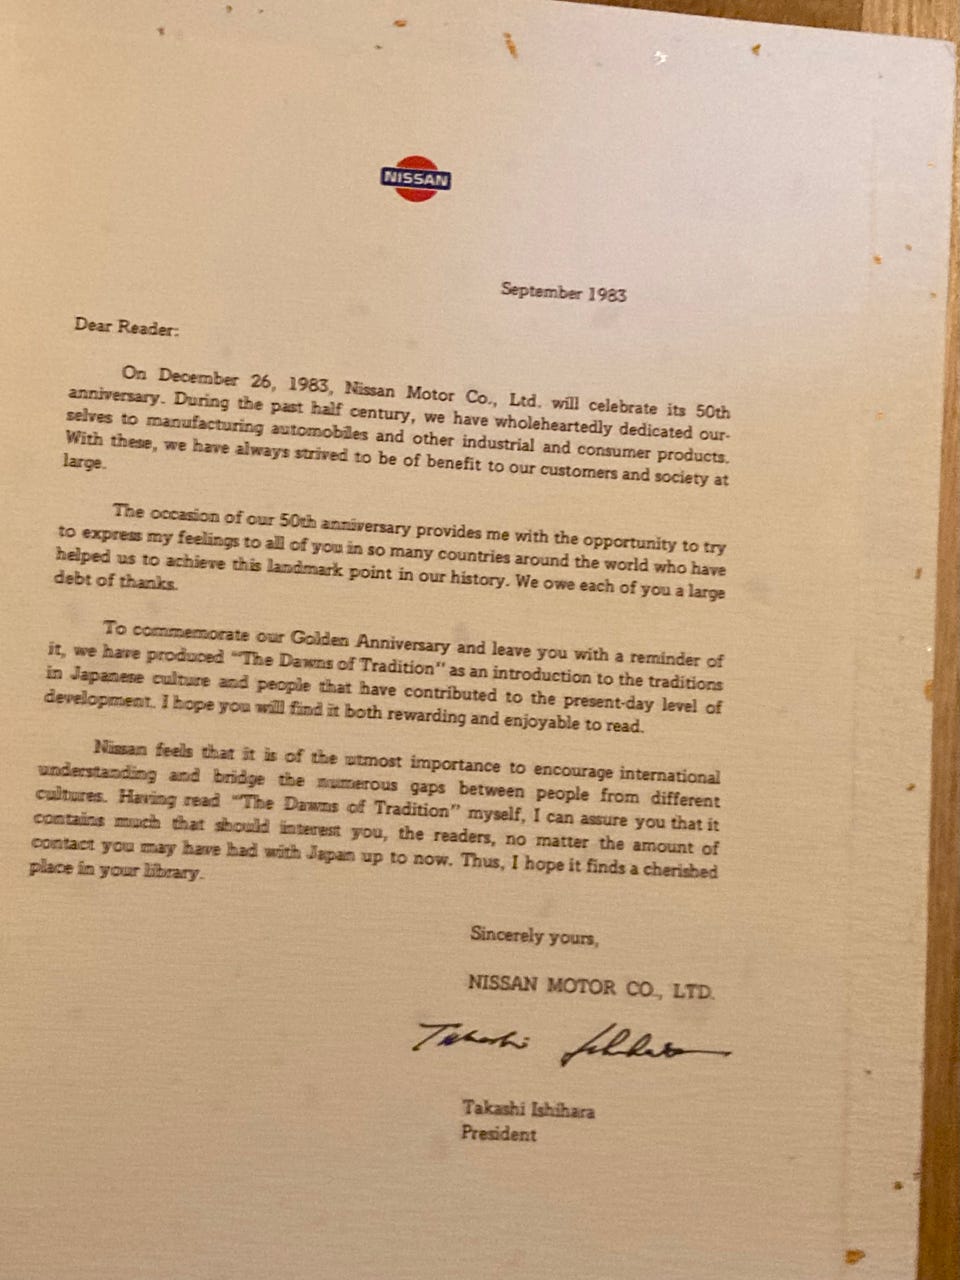 NISSAN
September 1983
Dear Reader:
On December 26, 1983, Nissan Motor Co., Ltd. will celebrate its 50th
anniversary. During the past half century, we have wholeheartedly dedicated our-
selves to manufacturing automobiles and other industrial and consumer products.
With these, we have always strived to be of benefit to our customers and society at
large.
The occasion of our 50th anniversary provides me with the opportunity to try
to express my feelings to all of you in so many countries around the world who have
helped us to achieve this landmark point in our history. We owe each of you a large
debt of thanks.
To commemorate our Golden Anniversary and leave you with a reminder of
it, we have produced "The Dawns of Tradition" as an introduction to the traditions
in Japanese culture and people that have contributed to the present-day level of
development. I hope you will find it both rewarding and enjoyable to read.
Nissan feels that it is of the utmost importance to encourage international
understanding and bridge the numerous gaps between people from different
cultures. Having read "The Dawns of Tradition" myself, I can assure you that it
contains much that should interest you, the readers, no matter the amount of
contact you may have had with Japan up to now. Thus, I hope it finds a cherished
place in your library.
Sincerely yours,
NISSAN MOTOR CO., LTD.
Takashi Ishihara
Takashi Ishihara
President